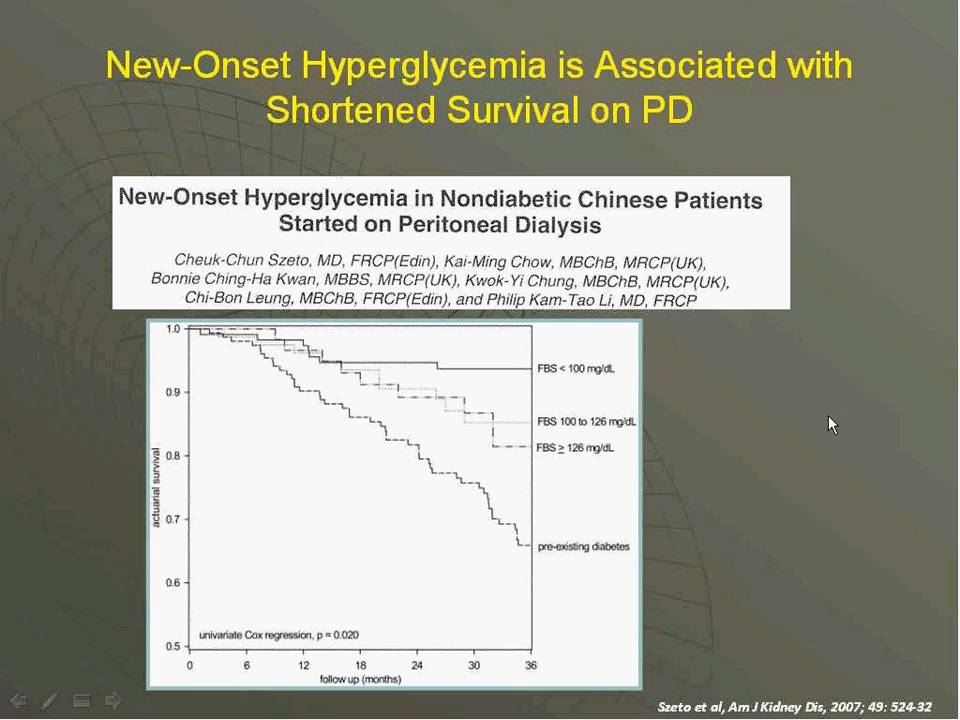 New-Onset Hyperglycemia is Associated with
Shortened Survival on PD
New-Onset Hyperglycemia in Nondiabetic Chinese Patients
Started on Peritoneal Dialysis
Cheuk-Chun Szeto, MD, FRCP(Edin), Kai-Ming Chow, MBChB, MRCP(UK),
Bonnie Ching-Ha Kwan, MBBS, MRCP(UK), Kwok-Yi Chung, MBChB, MRCP(UK),
Chi-Bon Leung, MBChB, FRCP(Edin), and Philip Kam-Tao Li, MD, FRCP
1.0
FBS < 100 mg/dL
0.9
FBS 100 to 126 mg/dL
FBS ≥ 126 mg/dL
0.8
actuarial survival
0.7
pre-existing diabetes
0.6
univariate Cox regression, p = 0.020
0.5
0 6 12 18 24 30 36
follow up (months)
Szeto et al, Am J Kidney Dis, 2007; 49: 524-32